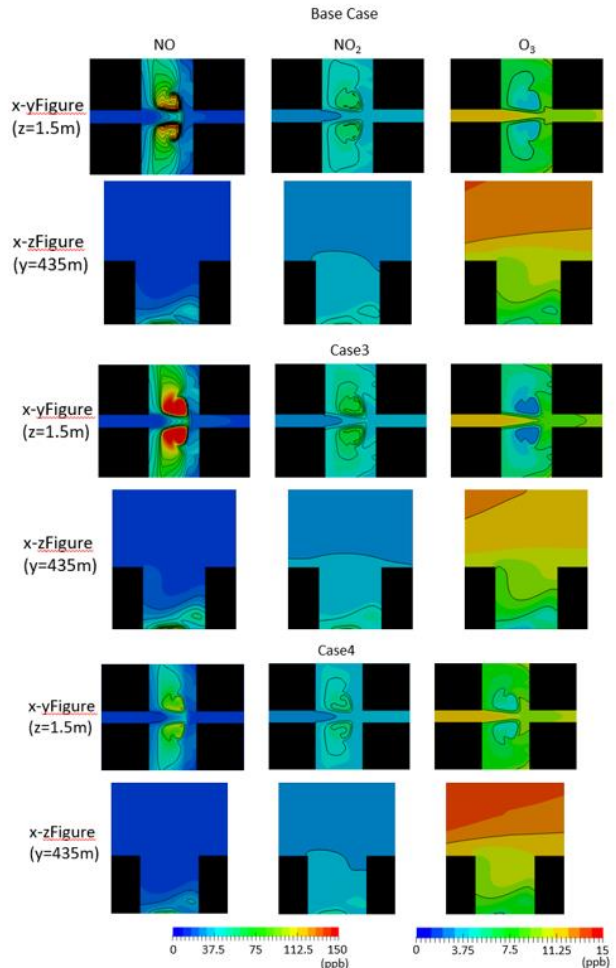 Base Case
NO NO₂ O₃
x-yFigure
(z=1.5m)
x-zFigure
(y=435m)
Case3
x-yFigure
(z=1.5m)
x-zFigure
(y=435m)
Case4
x-yFigure
(z=1.5m)
x-zFigure
(y=435m)
0 37.5 75 112.5 150
(ppb)
0 3.75 7.5 11.25 15
(ppb)